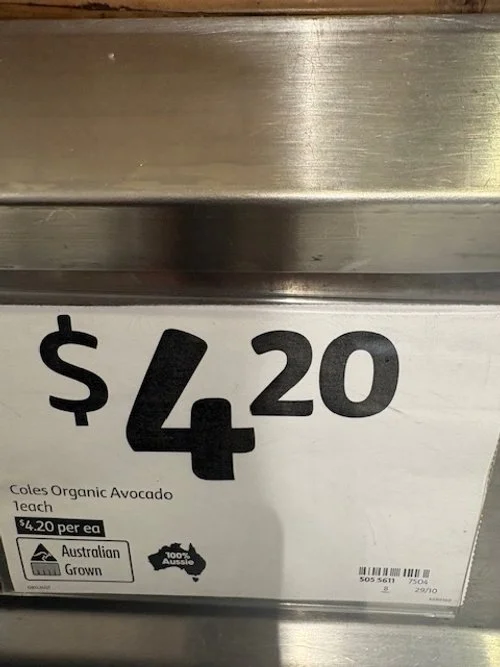 $4.20
Coles Organic Avocado
1each
$4.20 per ea
Australian
Grown
100%
Aussie
505 5611 7504
8 29/10